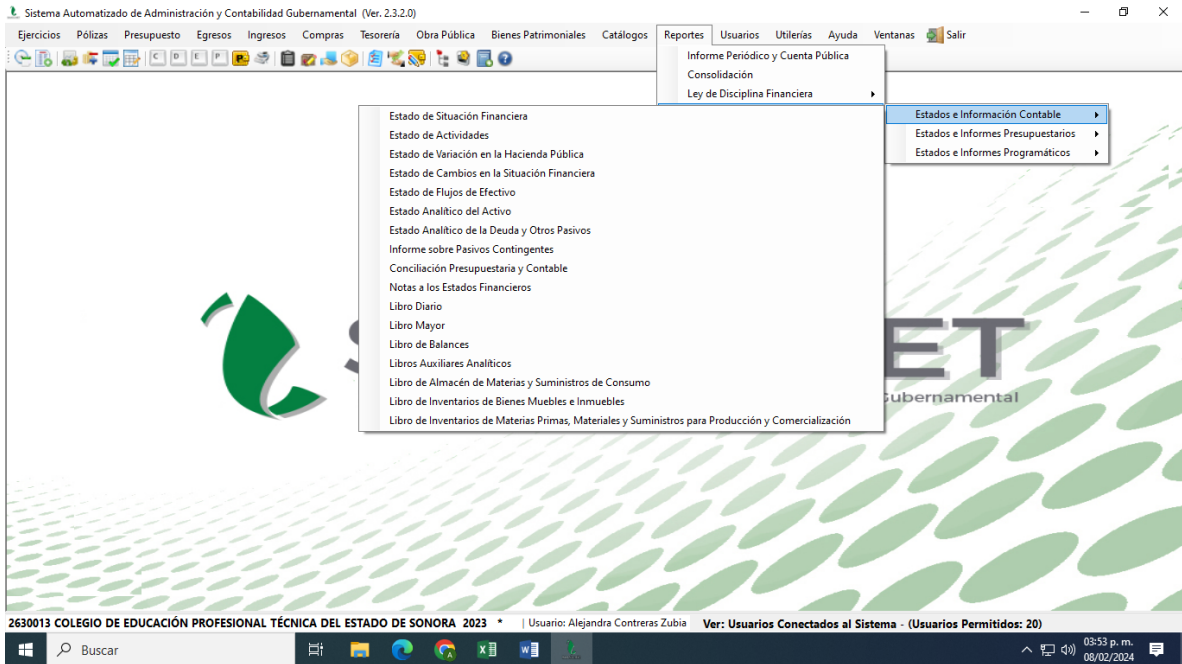 Sistema Automatizado de Administración y Contabilidad Gubernamental (Ver. 2.3.2.0)
Ejercicios Pólizas Presupuesto Egresos Ingresos Compras Tesorería Obra Pública Bienes Patrimoniales Catálogos Reportes Usuarios Utilerías Ayuda Ventanas Salir
C D E P
Informe Periódico y Cuenta Pública
Consolidación
Ley de Disciplina Financiera
Estados e Información Contable
Estados e Informes Presupuestarios
Estados e Informes Programáticos
Estado de Situación Financiera
Estado de Actividades
Estado de Variación en la Hacienda Pública
Estado de Cambios en la Situación Financiera
Estado de Flujos de Efectivo
Estado Analítico del Activo
Estado Analítico de la Deuda y Otros Pasivos
Informe sobre Pasivos Contingentes
Conciliación Presupuestaria y Contable
Notas a los Estados Financieros
Libro Diario
Libro Mayor
Libro de Balances
Libros Auxiliares Analíticos
Libro de Almacén de Materias y Suministros de Consumo
Libro de Inventarios de Bienes Muebles e Inmuebles
Libro de Inventarios de Materias Primas, Materiales y Suministros para Producción y Comercialización
ET
ubernamental
2630013 COLEGIO DE EDUCACIÓN PROFESIONAL TÉCNICA DEL ESTADO DE SONORA 2023 * | Usuario: Alejandra Contreras Zubia Ver: Usuarios Conectados al Sistema - (Usuarios Permitidos: 20)
Buscar
03:53 p. m.
08/02/2024